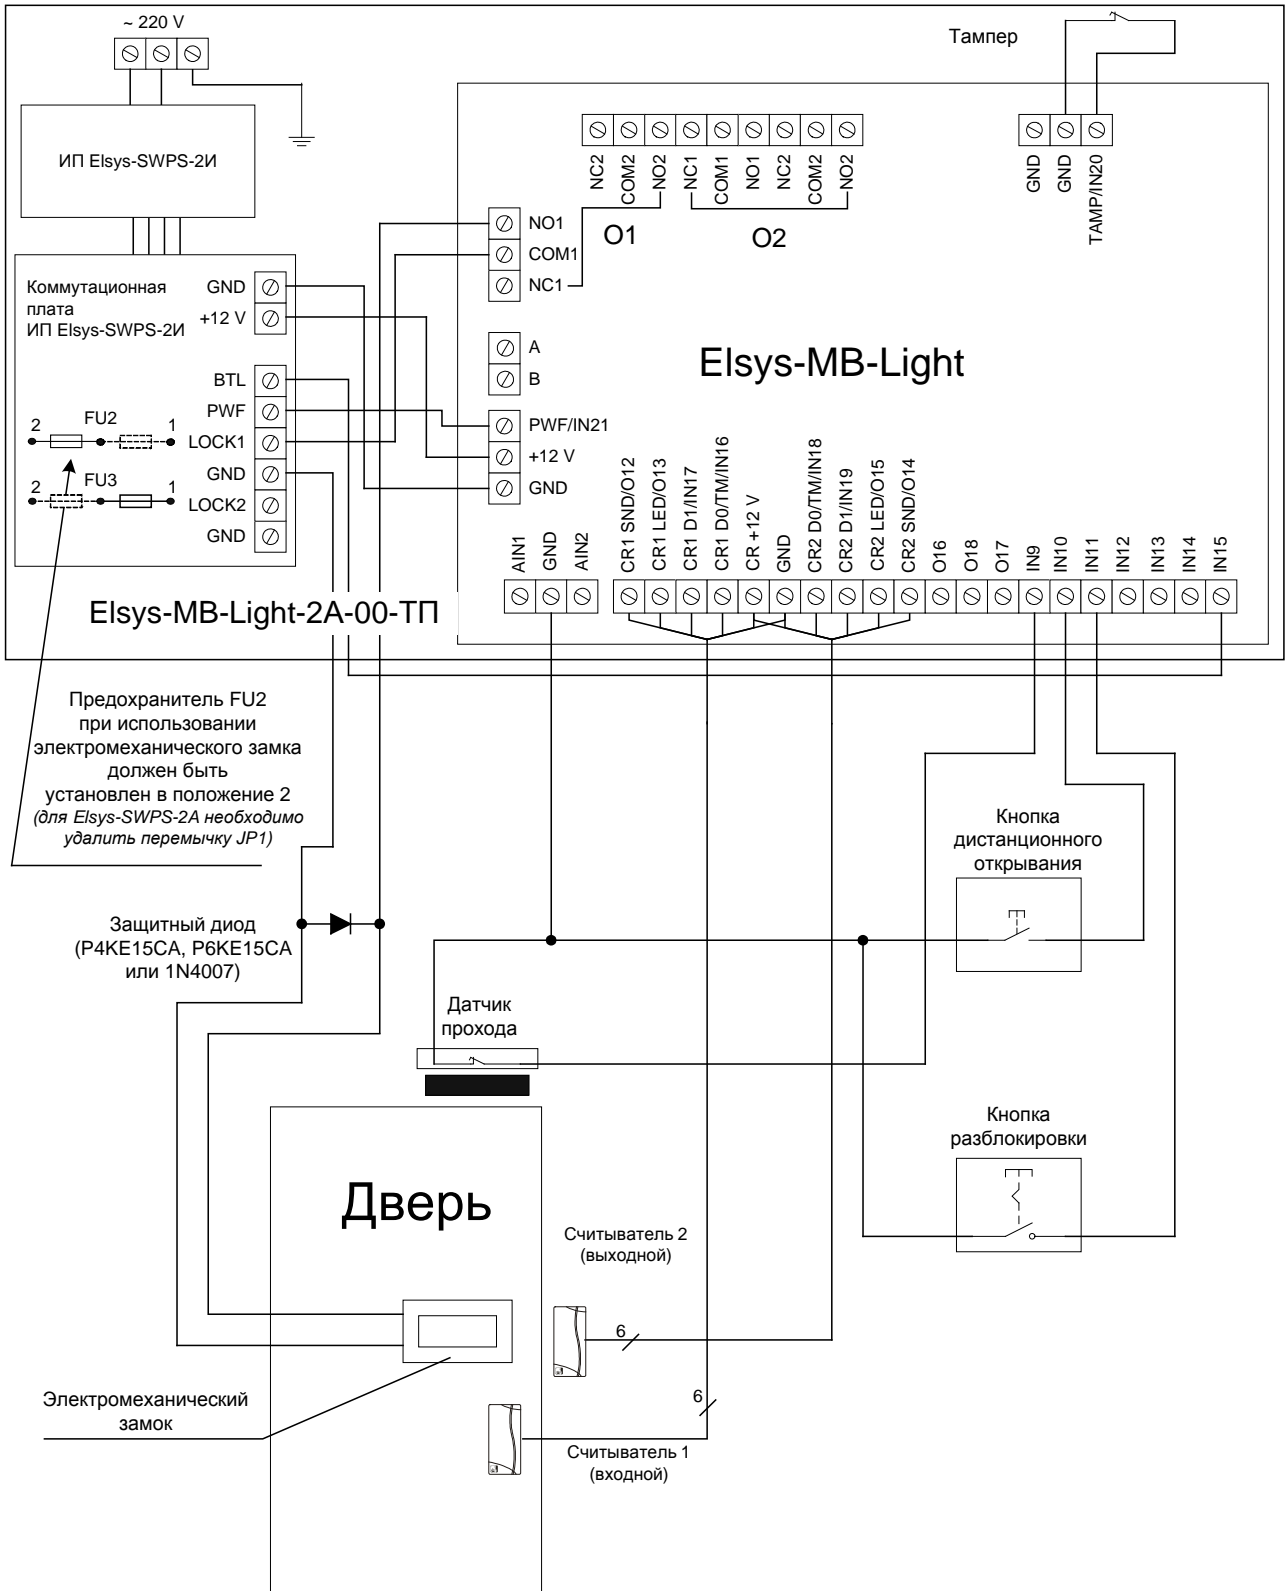 ~ 220 V
Тампер
ИП Elsys-SWPS-2И
NC2
COM2
NO2
NC1
COM1
NO1
NC2
COM2
NO2
GND
GND
TAMP/IN20
O1
O2
NO1
COM1
NC1
A
B
PWF/IN21
+12 V
GND
Elsys-MB-Light
Коммутационная
плата
ИП Elsys-SWPS-2И
GND
+12 V
BTL
PWF
LOCK1
GND
LOCK2
GND
2 FU2 1
2 FU3 1
AIN1
GND
AIN2
CR1 SND/O12
CR1 LED/O13
CR1 D1/IN17
CR1 D0/TM/IN16
CR +12 V
GND
CR2 D0/TM/IN18
CR2 D1/IN19
CR2 LED/O15
CR2 SND/O14
O16
O18
O17
IN9
IN10
IN11
IN12
IN13
IN14
IN15
Elsys-MB-Light-2A-00-ТП
Предохранитель FU2
при использовании
электромеханического замка
должен быть
установлен в положение 2
(для Elsys-SWPS-2A необходимо
удалить перемычку JP1)
Кнопка
дистанционного
открывания
Защитный диод
(P4KE15CA, P6KE15CA
или 1N4007)
Датчик
прохода
Кнопка
разблокировки
Дверь
Считыватель 2
(выходной)
6
6
Электромеханический
замок
Считыватель 1
(входной)